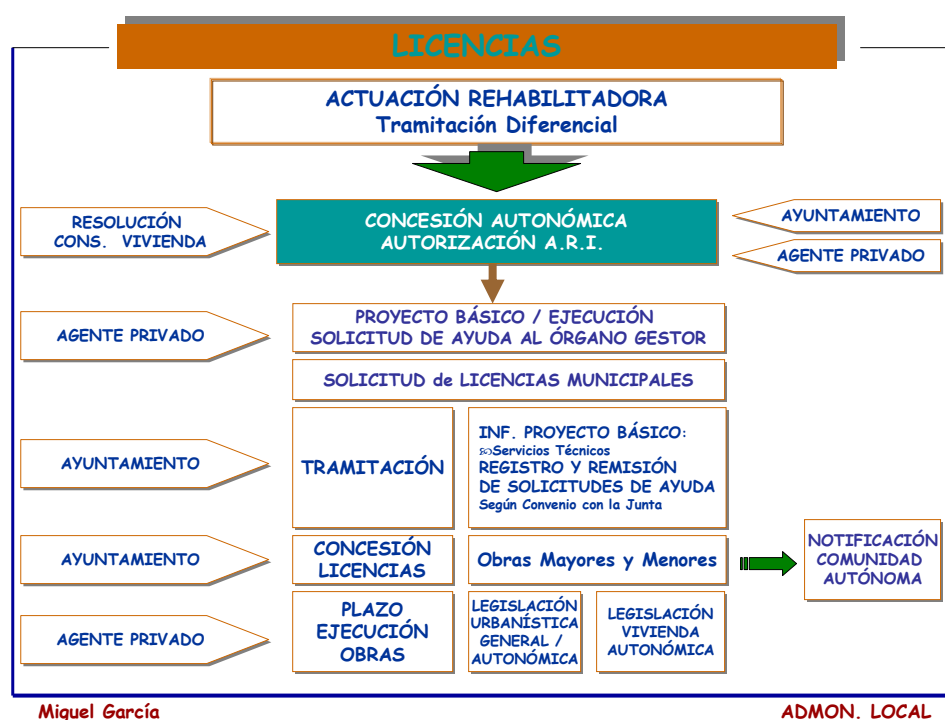 LICENCIAS
ACTUACIÓN REHABILITADORA
Tramitación Diferencial
RESOLUCIÓN
CONS. VIVIENDA
CONCESIÓN AUTONÓMICA
AUTORIZACIÓN A.R.I.
AYUNTAMIENTO
AGENTE PRIVADO
AGENTE PRIVADO
PROYECTO BÁSICO / EJECUCIÓN
SOLICITUD DE AYUDA AL ÓRGANO GESTOR
SOLICITUD de LICENCIAS MUNICIPALES
AYUNTAMIENTO
TRAMITACIÓN
INF. PROYECTO BÁSICO:
Servicios Técnicos
REGISTRO Y REMISIÓN
DE SOLICITUDES DE AYUDA
Según Convenio con la Junta
AYUNTAMIENTO
CONCESIÓN
LICENCIAS
Obras Mayores y Menores
NOTIFICACIÓN
COMUNIDAD
AUTÓNOMA
AGENTE PRIVADO
PLAZO
EJECUCIÓN
OBRAS
LEGISLACIÓN
URBANÍSTICA
GENERAL /
AUTONÓMICA
LEGISLACIÓN
VIVIENDA
AUTONÓMICA
Miguel García
ADMON. LOCAL